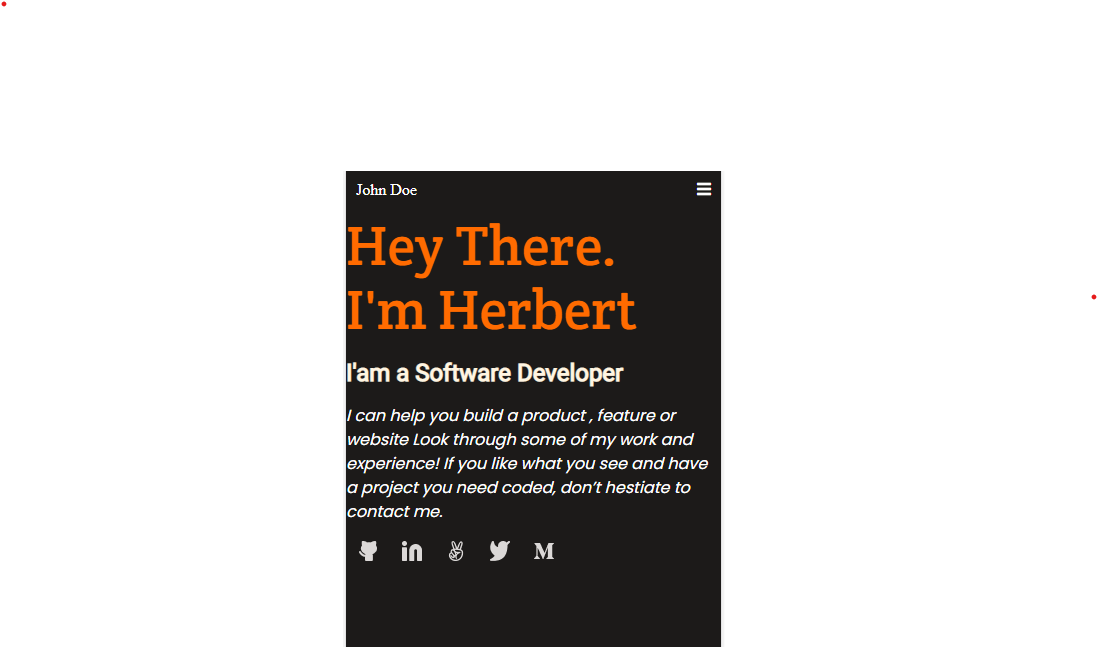 John Doe
Hey There.
I'm Herbert
I'am a Software Developer
I can help you build a product , feature or
website Look through some of my work and
experience! If you like what you see and have
a project you need coded, don’t hestiate to
contact me.